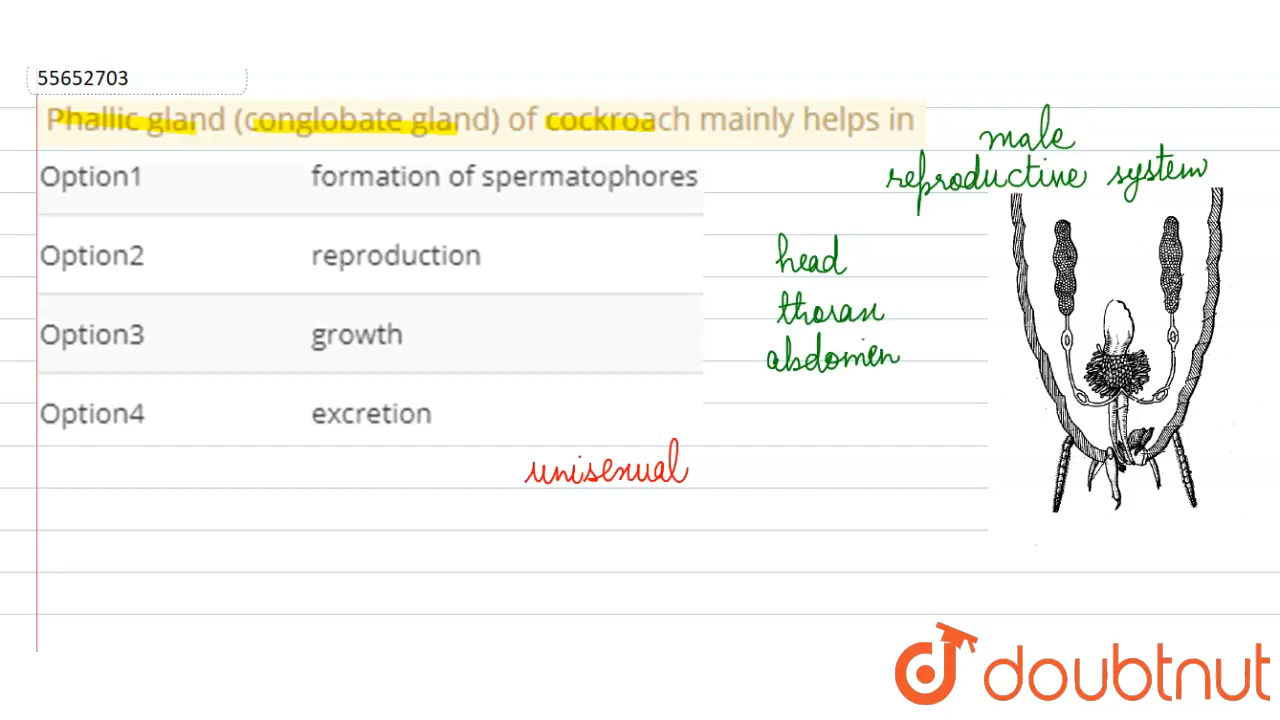 55652703
Phallic gland (conglobate gland) of cockroach mainly helps in
Option1 formation of spermatophores
Option2 reproduction
Option3 growth
Option4 excretion
male
reproductive system
head
thorax
abdomen
unisexual
doubtnut